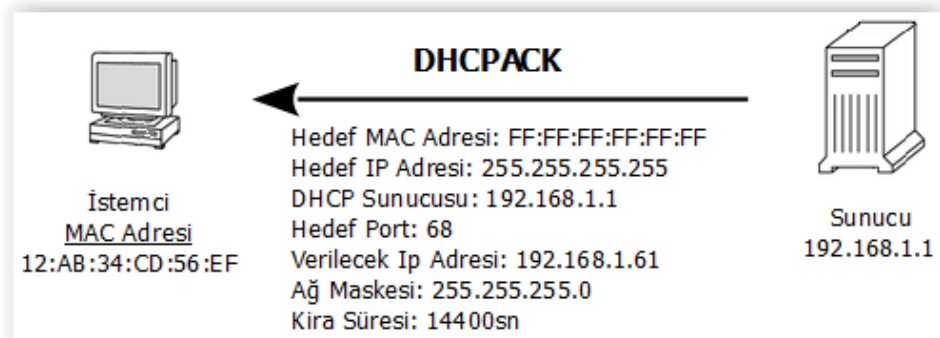 DHCPACK
Hedef MAC Adresi: FF:FF:FF:FF:FF:FF
Hedef IP Adresi: 255.255.255.255
DHCP Sunucusu: 192.168.1.1
Hedef Port: 68
Verilecek Ip Adresi: 192.168.1.61
Ağ Maskesi: 255.255.255.0
Kira Süresi: 14400sn
İstemci
MAC Adresi
12:AB:34:CD:56:EF
Sunucu
192.168.1.1